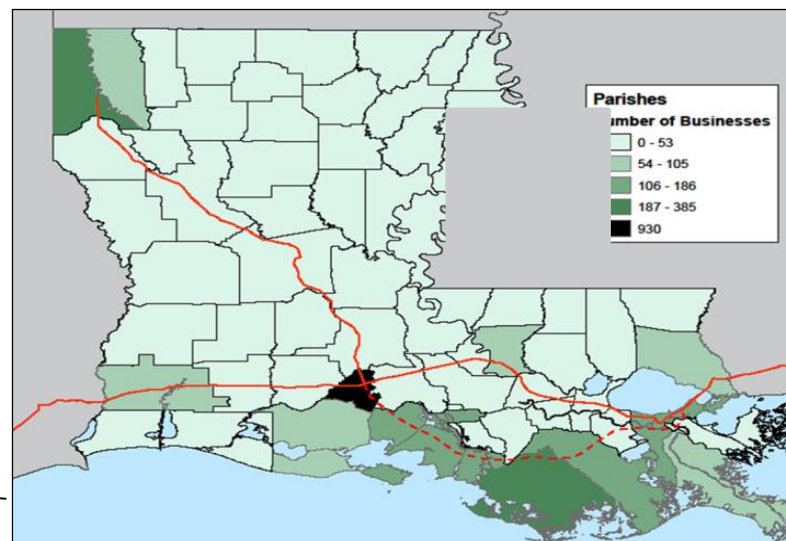 Parishes
umber of Businesses
0 - 53
54 - 105
106 - 186
187 - 385
930